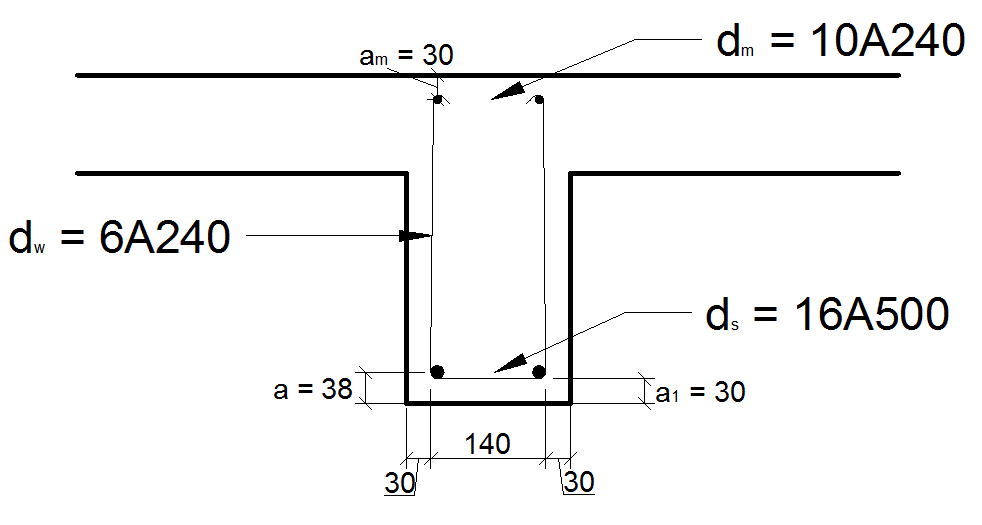 dm = 10A240
am = 30
dw = 6A240
ds = 16A500
a = 38
a1 = 30
140
30
30